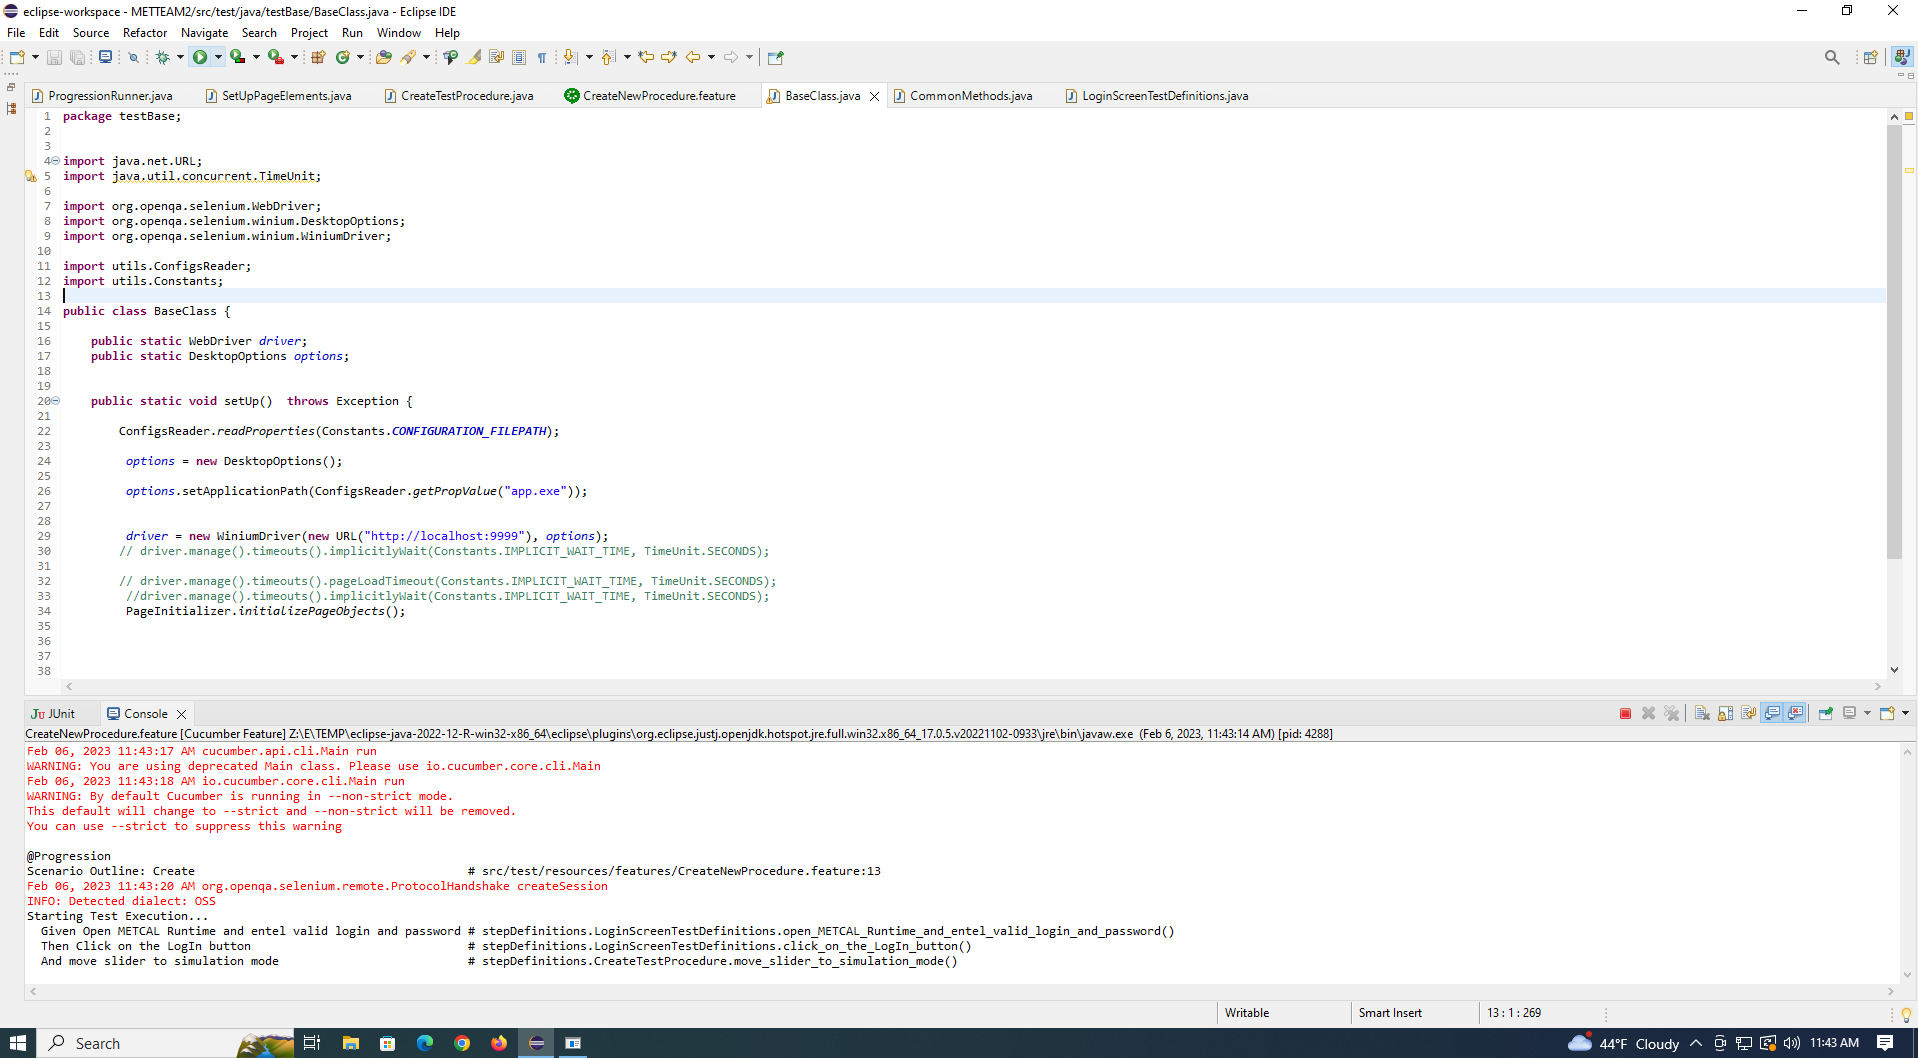 eclipse-workspace - METTEAM2/src/test/java/testBase/BaseClass.java - Eclipse IDE
File Edit Source Refactor Navigate Search Project Run Window Help
ProgressionRunner.java SetUpPageElements.java CreateTestProcedure.java CreateNewProcedure.feature BaseClass.java CommonMethods.java LoginScreenTestDefinitions.java
1 package testBase;
2
3
4 import java.net.URL;
5 import java.util.concurrent.TimeUnit;
6
7 import org.openqa.selenium.WebDriver;
8 import org.openqa.selenium.winium.DesktopOptions;
9 import org.openqa.selenium.winium.WiniumDriver;
10
11 import utils.ConfigsReader;
12 import utils.Constants;
13
14 public class BaseClass {
15
16 public static WebDriver driver;
17 public static DesktopOptions options;
18
19
20 public static void setUp()  throws Exception {
21
22 ConfigsReader.readProperties(Constants.CONFIGURATION_FILEPATH);
23
24 options = new DesktopOptions();
25
26 options.setApplicationPath(ConfigsReader.getPropValue("app.exe"));
27
28
29 driver = new WiniumDriver(new URL("http://localhost:9999"), options);
30 // driver.manage().timeouts().implicitlyWait(Constants.IMPLICIT_WAIT_TIME, TimeUnit.SECONDS);
31
32 // driver.manage().timeouts().pageLoadTimeout(Constants.IMPLICIT_WAIT_TIME, TimeUnit.SECONDS);
33 //driver.manage().timeouts().implicitlyWait(Constants.IMPLICIT_WAIT_TIME, TimeUnit.SECONDS);
34 PageInitializer.initializePageObjects();
35
36
37
38
JUnit Console
CreateNewProcedure.feature [Cucumber Feature] Z:\E\TEMP\eclipse-java-2022-12-R-win32-x86_64\eclipse\plugins\org.eclipse.justj.openjdk.hotspot.jre.full.win32.x86_64_17.0.5.v20221102-0933\jre\bin\javaw.exe (Feb 6, 2023, 11:43:14 AM) [pid: 4288]
Feb 06, 2023 11:43:17 AM cucumber.api.cli.Main run
WARNING: You are using deprecated Main class. Please use io.cucumber.core.cli.Main
Feb 06, 2023 11:43:18 AM io.cucumber.core.cli.Main run
WARNING: By default Cucumber is running in --non-strict mode.
This default will change to --strict and --non-strict will be removed.
You can use --strict to suppress this warning
@Progression
Scenario Outline: Create # src/test/resources/features/CreateNewProcedure.feature:13
Feb 06, 2023 11:43:20 AM org.openqa.selenium.remote.ProtocolHandshake createSession
INFO: Detected dialect: OSS
Starting Test Execution...
Given Open METCAL Runtime and entel valid login and password # stepDefinitions.LoginScreenTestDefinitions.open_METCAL_Runtime_and_entel_valid_login_and_password()
Then Click on the LogIn button # stepDefinitions.LoginScreenTestDefinitions.click_on_the_LogIn_button()
And move slider to simulation mode # stepDefinitions.CreateTestProcedure.move_slider_to_simulation_mode()
Writable Smart Insert 13 : 1 : 269
Search 44°F Cloudy 11:43 AM